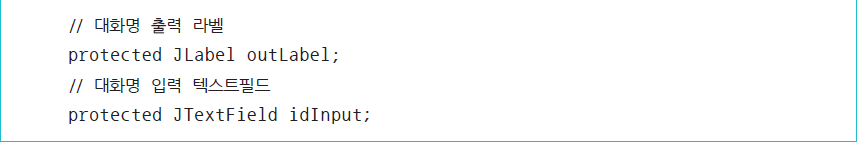 // 대화명 출력 라벨
protected JLabel outLabel;
// 대화명 입력 텍스트필드
protected JTextField idInput;